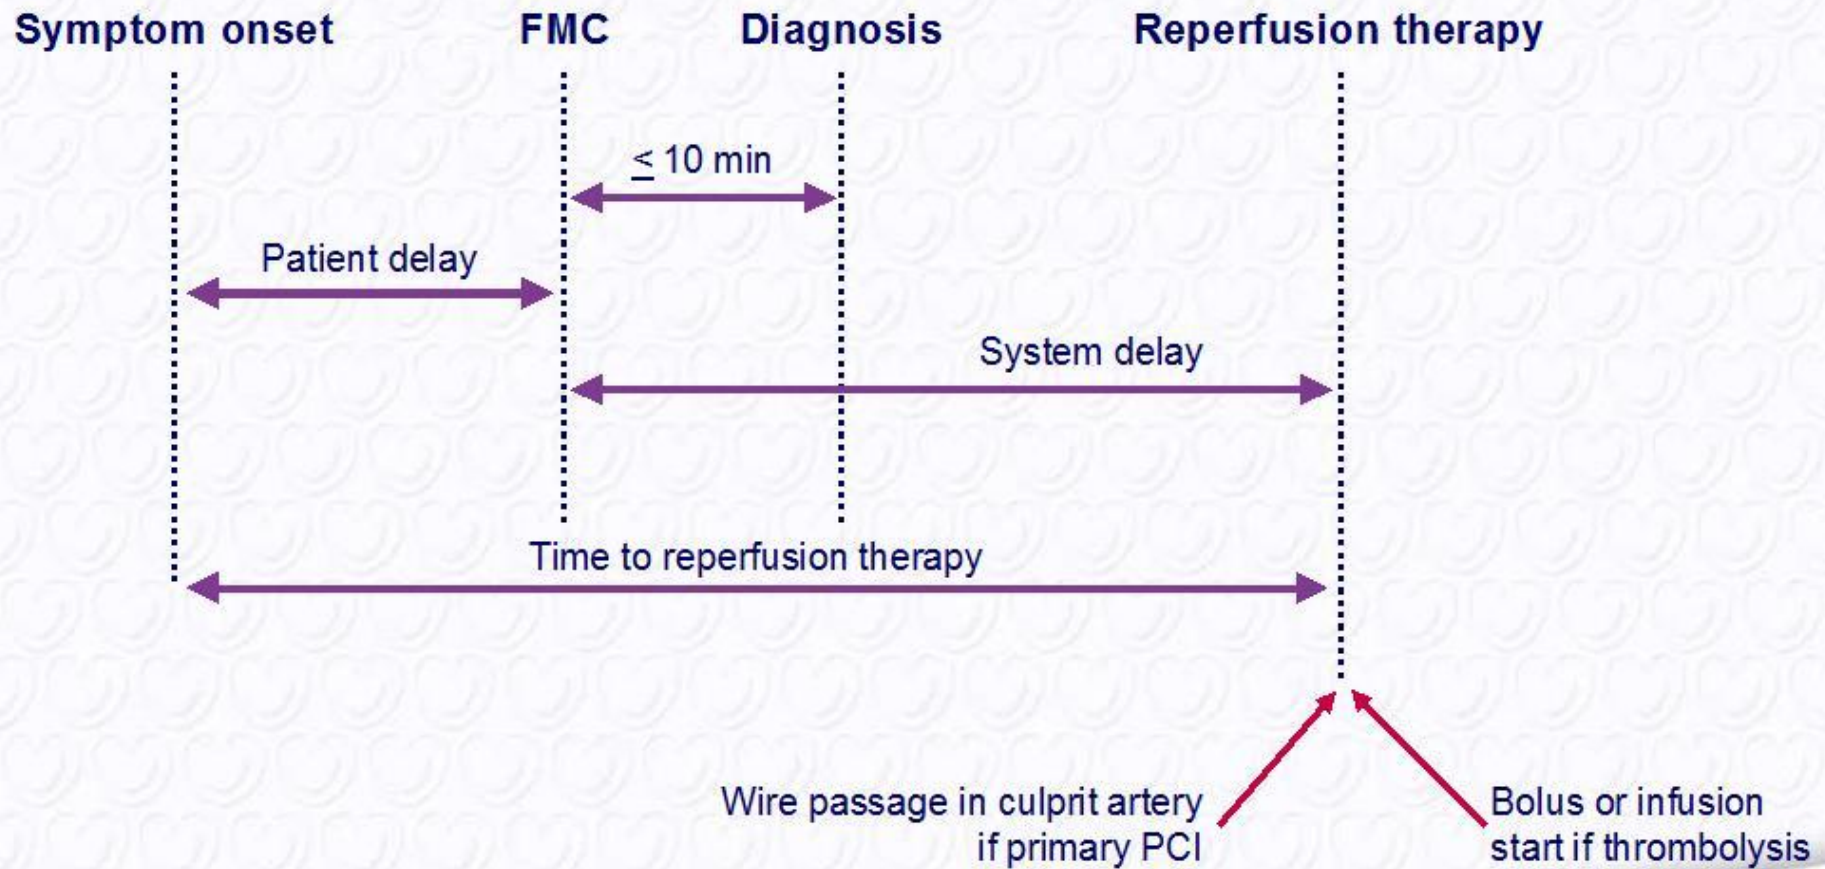 Symptom onset FMC Diagnosis Reperfusion therapy
≤ 10 min
Patient delay
System delay
Time to reperfusion therapy
Wire passage in culprit artery
if primary PCI
Bolus or infusion
start if thrombolysis